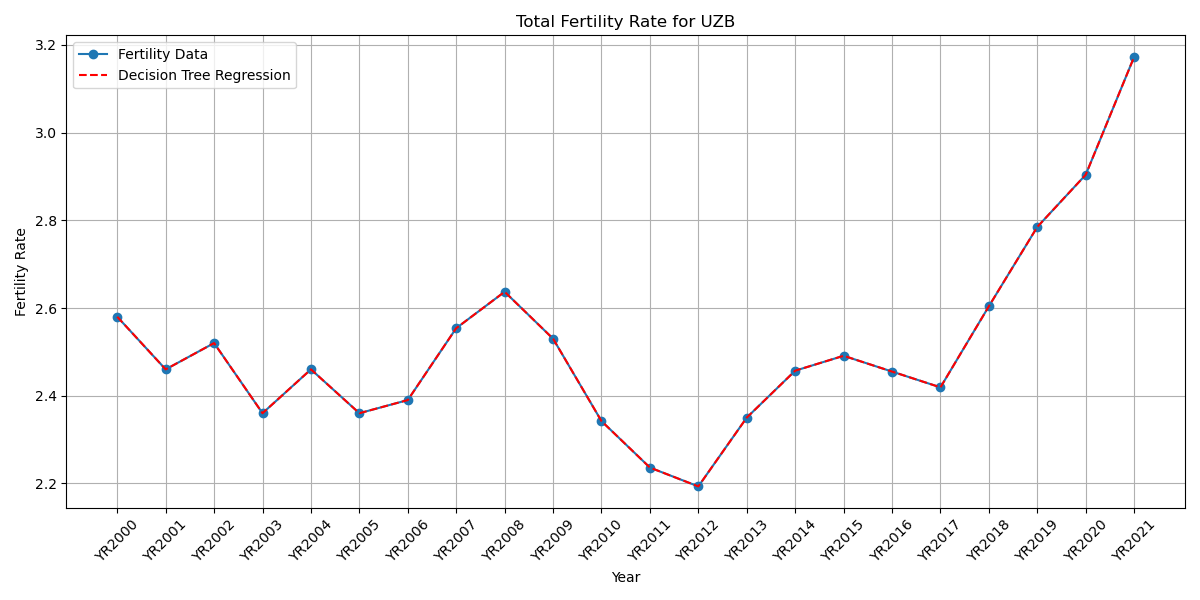 Total Fertility Rate for UZB
Fertility Data
Decision Tree Regression
Fertility Rate
3.2
3.0
2.8
2.6
2.4
2.2
YR2000
YR2001
YR2002
YR2003
YR2004
YR2005
YR2006
YR2007
YR2008
YR2009
YR2010
YR2011
YR2012
YR2013
YR2014
YR2015
YR2016
YR2017
YR2018
YR2019
YR2020
YR2021
Year